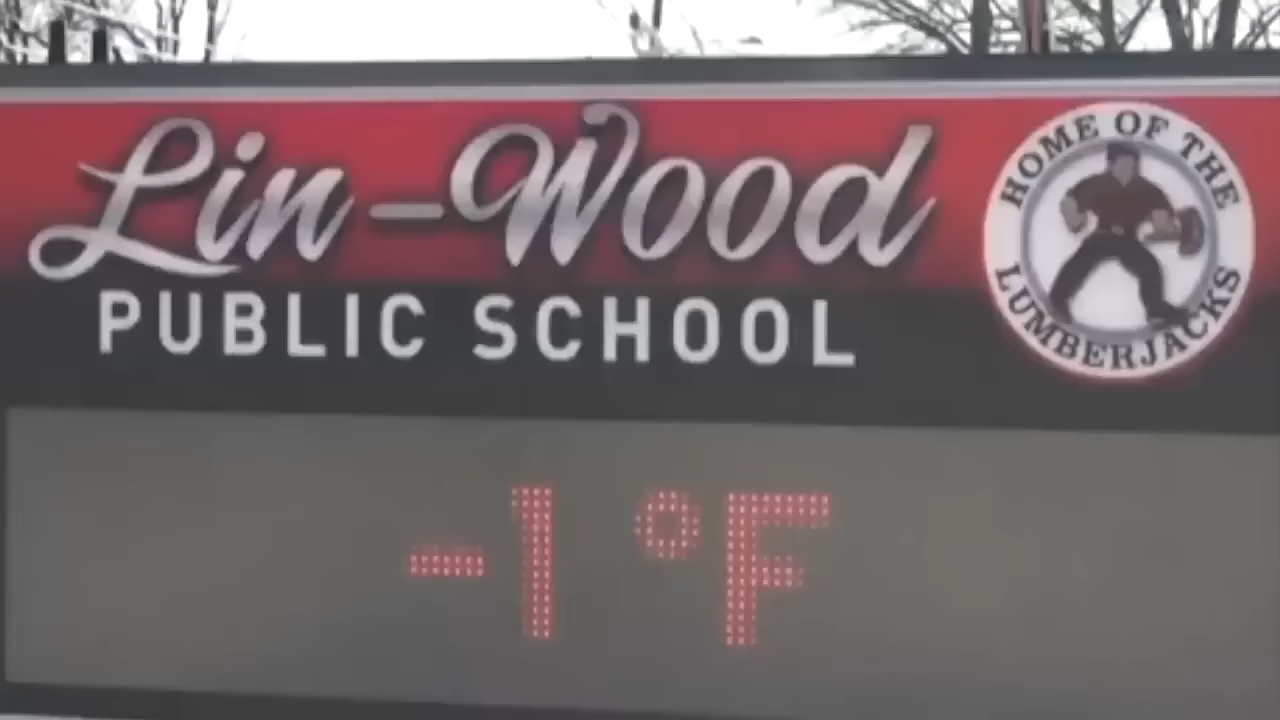 Lin-Wood
PUBLIC SCHOOL
HOME OF THE
LUMBERJACKS
-1 °F